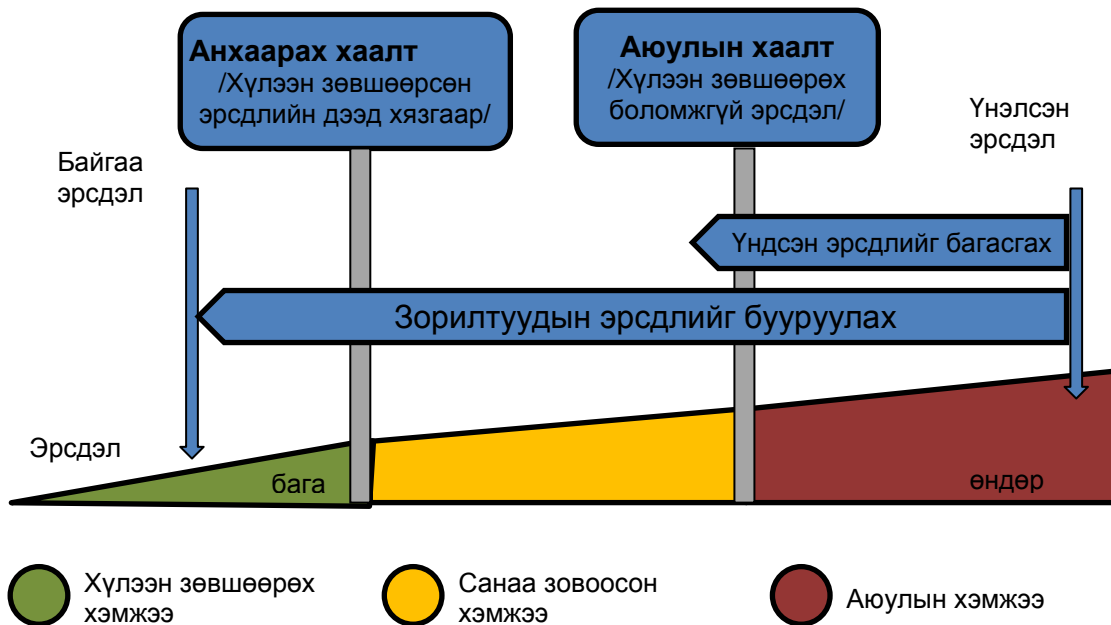 Анхаарах хаалт
/Хүлээн зөвшөөрсөн
эрсдлийн дээд хязгаар/
Аюулын хаалт
/Хүлээн зөвшөөрөх
боломжгүй эрсдэл/
Үнэлсэн
эрсдэл
Байгаа
эрсдэл
Үндсэн эрсдлийг багасгах
Зорилтуудын эрсдлийг бууруулах
Эрсдэл
бага
өндөр
Хүлээн зөвшөөрөх
хэмжээ
Санаа зовоосон
хэмжээ
Аюулын хэмжээ